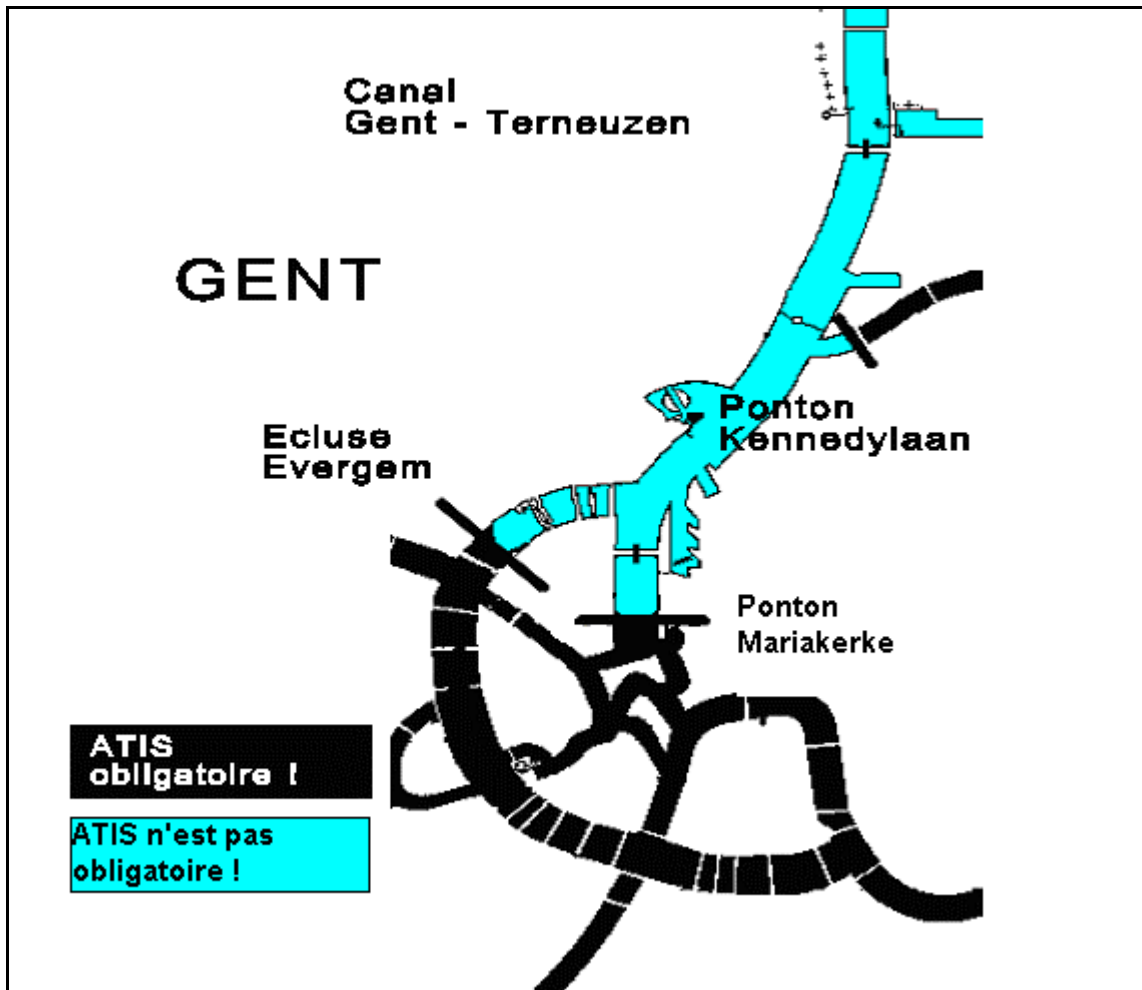 Canal
Gent - Terneuzen
GENT
Ponton
Kennedylaan
Ecluse
Evergem
Ponton
Mariakerke
ATIS
obligatoire !
ATIS n'est pas
obligatoire !